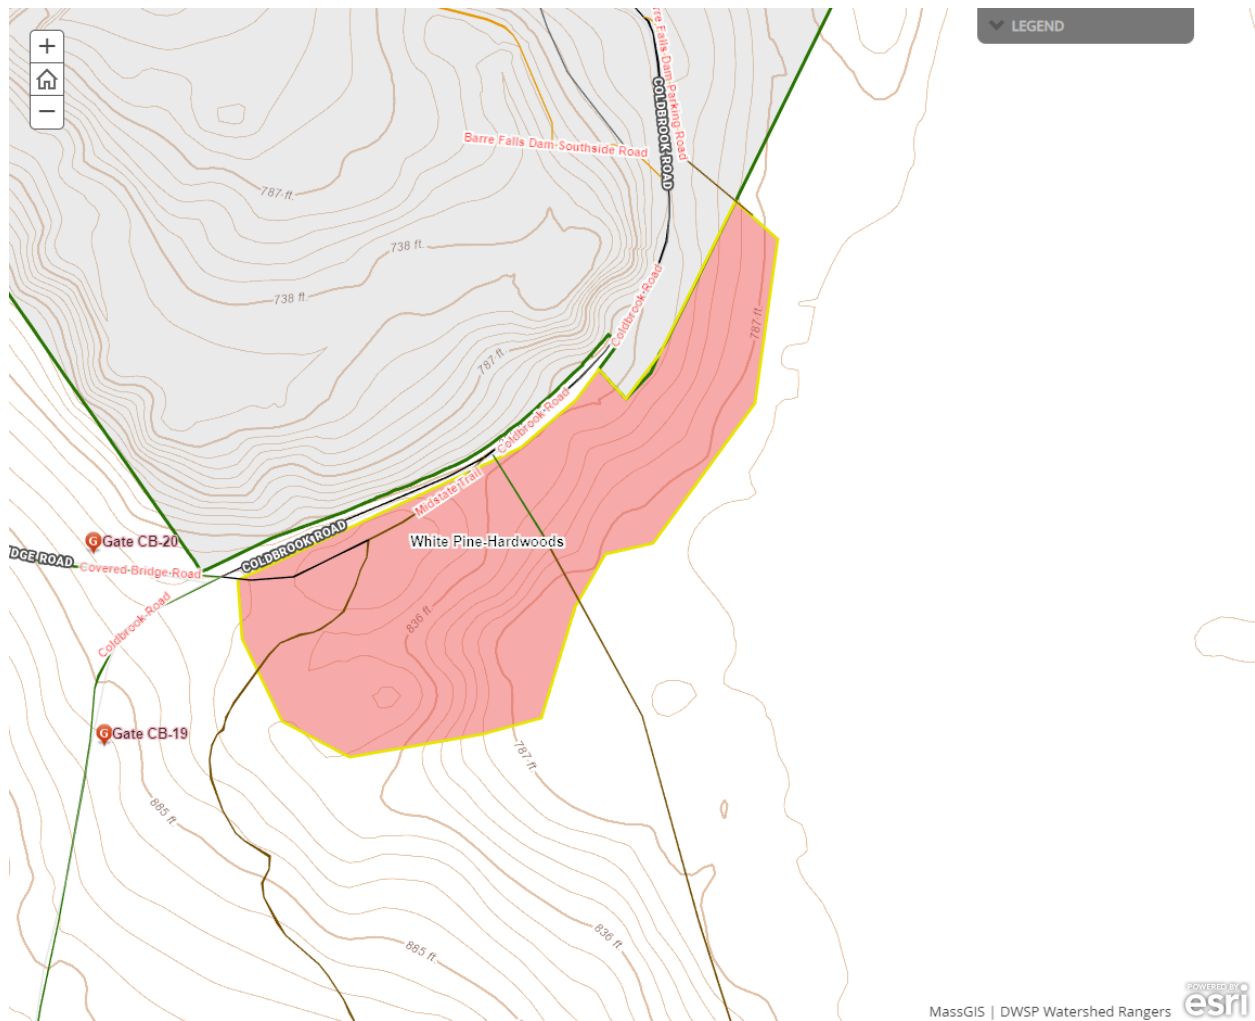 LEGEND
+
−
rre Falls Dam Parking Road
COLDBROOK ROAD
Barre Falls Dam Southside Road
787 ft.
738 ft.
738 ft.
Coldbrook Road
787 ft.
787 ft.
Coldbrook Road
Midstate Trail
COLDBROOK ROAD
White Pine-Hardwoods
G Gate CB-20
IDGE ROAD
Covered Bridge Road
Coldbrook Road
836 ft.
G Gate CB-19
787 ft.
885 ft.
885 ft.
836 ft.
MassGIS | DWSP Watershed Rangers
POWERED BY
esri